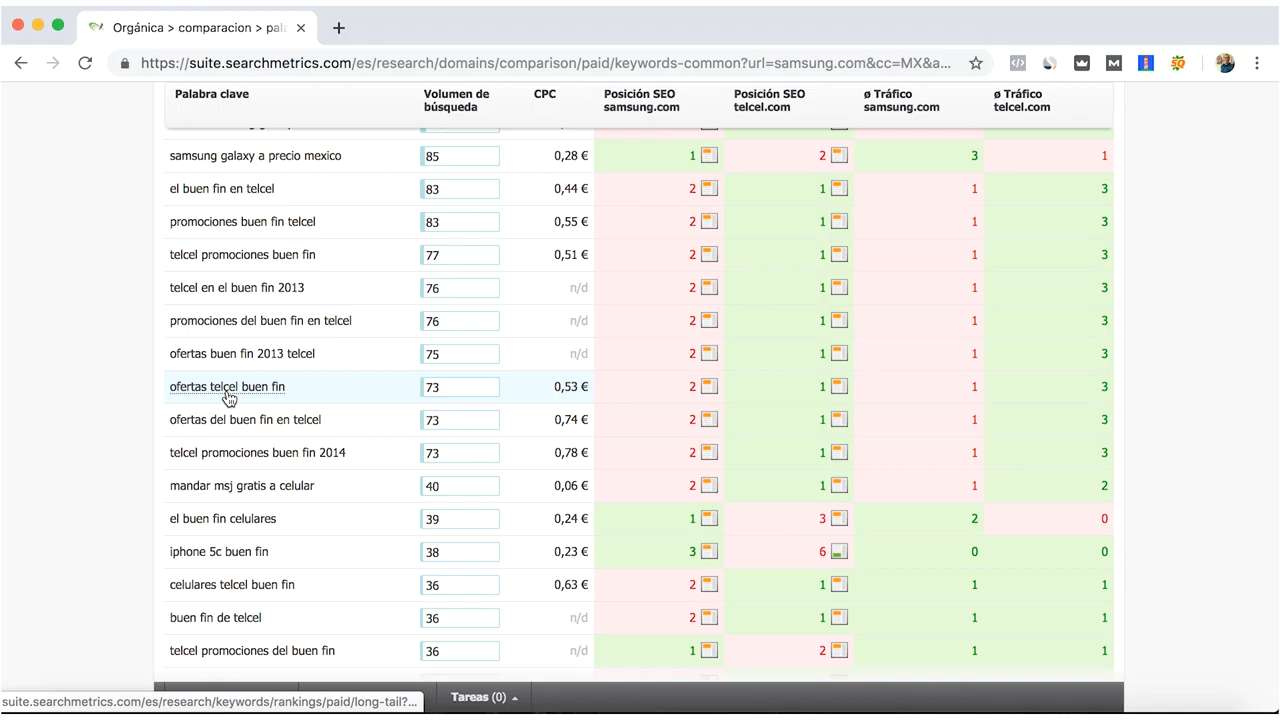 Orgánica > comparacion > pala
https://suite.searchmetrics.com/es/research/domains/comparison/paid/keywords-common?url=samsung.com&cc=MX&a...
Palabra clave Volumen de búsqueda CPC Posición SEO samsung.com Posición SEO telcel.com ø Tráfico samsung.com ø Tráfico telcel.com
samsung galaxy a precio mexico 85 0,28 € 1 2 3 1
el buen fin en telcel 83 0,44 € 2 1 1 3
promociones buen fin telcel 83 0,55 € 2 1 1 3
telcel promociones buen fin 77 0,51 € 2 1 1 3
telcel en el buen fin 2013 76 n/d 2 1 1 3
promociones del buen fin en telcel 76 n/d 2 1 1 3
ofertas buen fin 2013 telcel 75 n/d 2 1 1 3
ofertas telcel buen fin 73 0,53 € 2 1 1 3
ofertas del buen fin en telcel 73 0,74 € 2 1 1 3
telcel promociones buen fin 2014 73 0,78 € 2 1 1 3
mandar msj gratis a celular 40 0,06 € 2 1 1 2
el buen fin celulares 39 0,24 € 1 3 2 0
iphone 5c buen fin 38 0,23 € 3 6 0 0
celulares telcel buen fin 36 0,63 € 2 1 1 1
buen fin de telcel 36 n/d 2 1 1 1
telcel promociones del buen fin 36 n/d 1 2 1 1
suite.searchmetrics.com/es/research/keywords/rankings/paid/long-tail?...
Tareas (0)